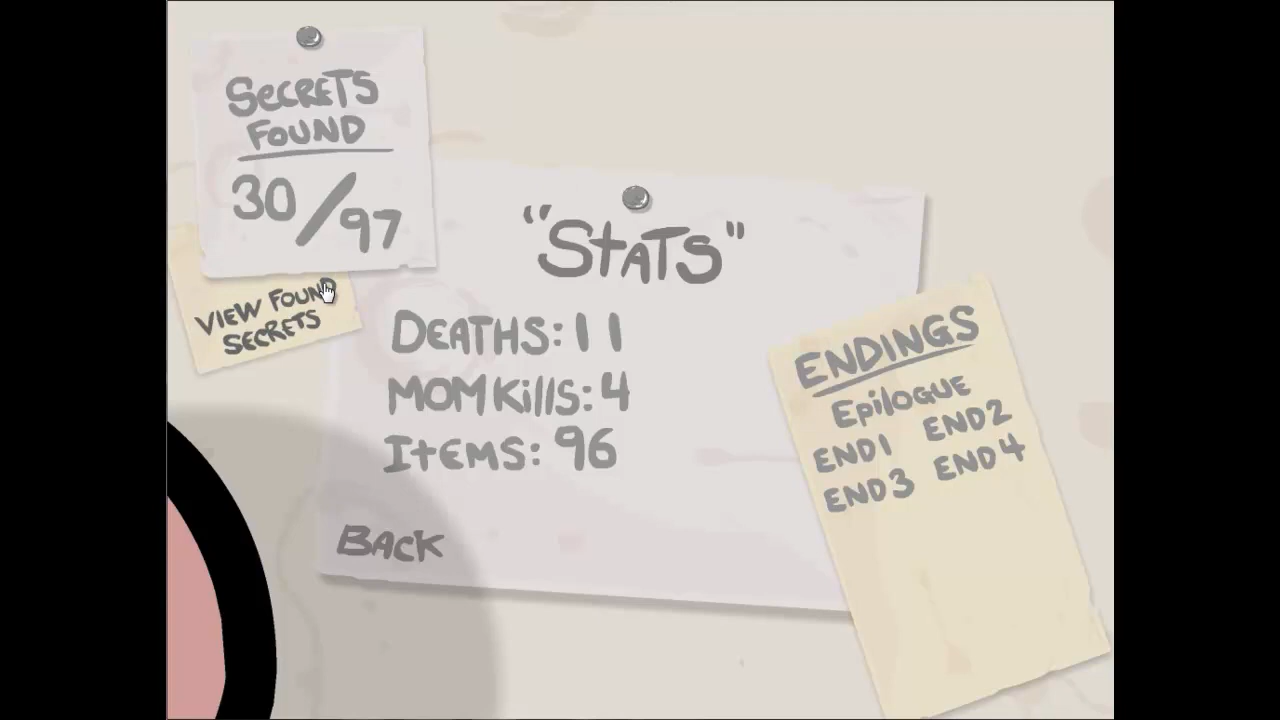 SECRETS
FOUND
30/97
VIEW FOUND
SECRETS
"STATS"
DEATHS: 11
MOM Kills: 4
ITEMS: 96
BACK
ENDINGS
Epilogue
END1 END2
END3 END4